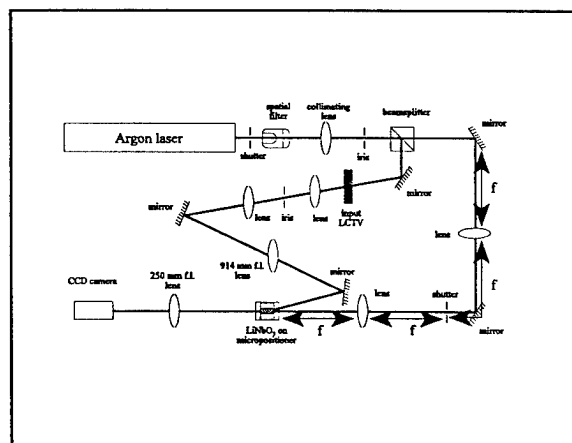 spatial
filter
collimating
lens
beamsplitter
mirror
Argon laser
shutter
iris
f
mirror
lens
iris
lens
input
LCTV
mirror
lens
914 mm f.l.
lens
mirror
CCD camera
250 mm f.l.
lens
lens
shutter
f
LiNbO3 on
micropositioner
f
f
mirror